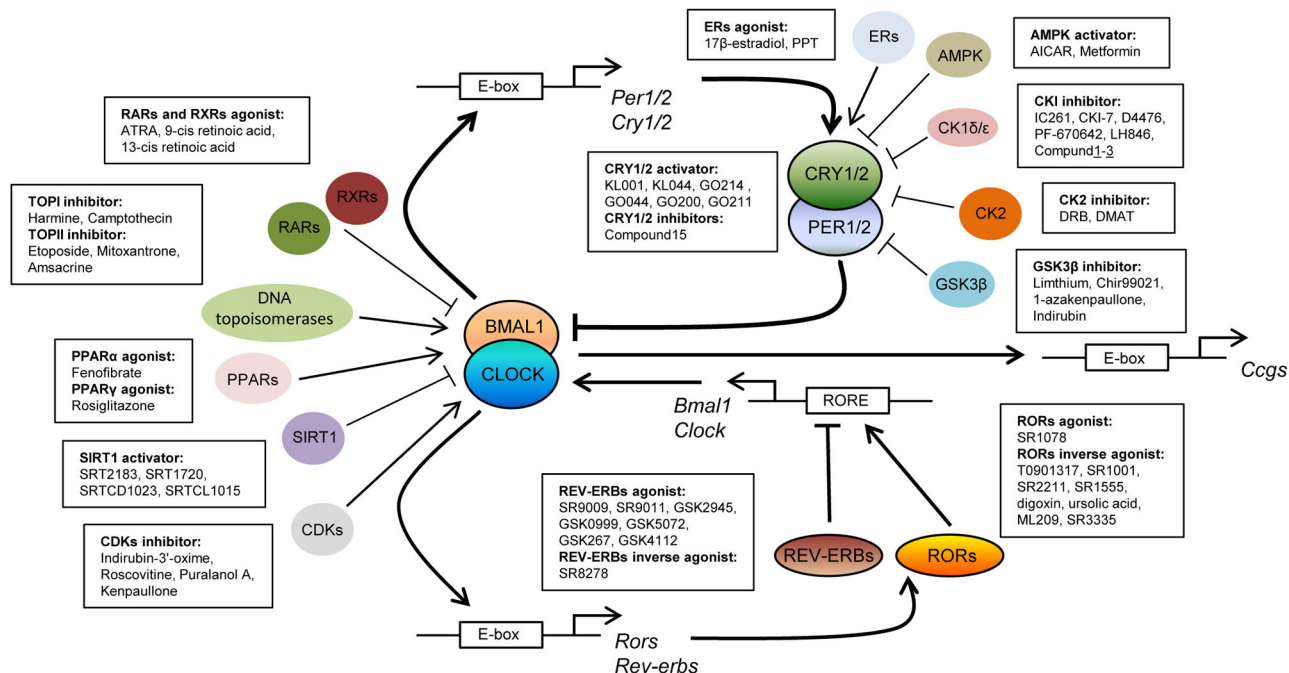 ERs agonist:
17β-estradiol, PPT
ERs
AMPK
AMPK activator:
AICAR, Metformin
E-box
Per1/2
Cry1/2
RARs and RXRs agonist:
ATRA, 9-cis retinoic acid,
13-cis retinoic acid
CK1δ/ε
CKI inhibitor:
IC261, CKI-7, D4476,
PF-670642, LH846,
Compund1-3
CRY1/2 activator:
KL001, KL044, GO214 ,
GO044, GO200, GO211
CRY1/2 inhibitors:
Compound15
CRY1/2
PER1/2
CK2
CK2 inhibitor:
DRB, DMAT
TOPI inhibitor:
Harmine, Camptothecin
TOPII inhibitor:
Etoposide, Mitoxantrone,
Amsacrine
RXRs
RARs
GSK3β
GSK3β inhibitor:
Limthium, Chir99021,
1-azakenpaullone,
Indirubin
DNA
topoisomerases
BMAL1
CLOCK
E-box
Ccgs
PPARα agonist:
Fenofibrate
PPARγ agonist:
Rosiglitazone
PPARs
Bmal1
Clock
RORE
SIRT1
SIRT1 activator:
SRT2183, SRT1720,
SRTCD1023, SRTCL1015
RORs agonist:
SR1078
RORs inverse agonist:
T0901317, SR1001,
SR2211, SR1555,
digoxin, ursolic acid,
ML209, SR3335
CDKs
CDKs inhibitor:
Indirubin-3'-oxime,
Roscovitine, Puralanol A,
Kenpaullone
REV-ERBs agonist:
SR9009, SR9011, GSK2945,
GSK0999, GSK5072,
GSK267, GSK4112
REV-ERBs inverse agonist:
SR8278
REV-ERBs
RORs
E-box
Rors
Rev-erbs